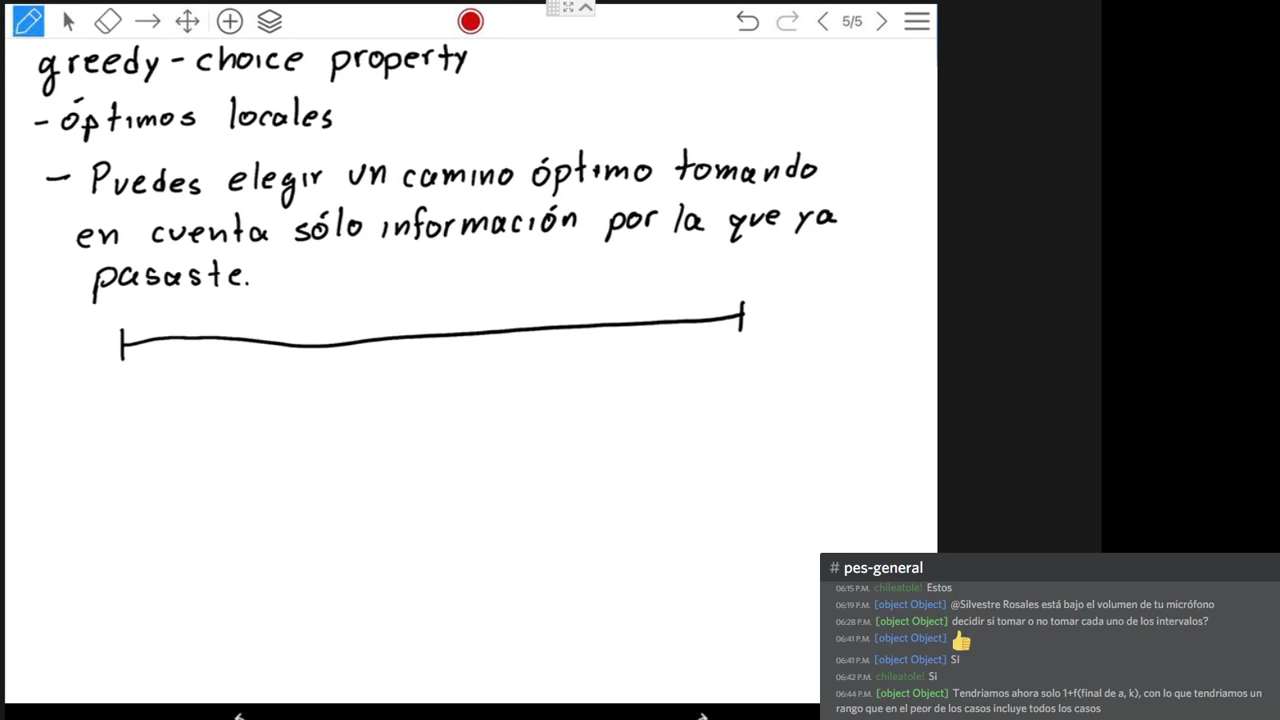 5/5
greedy-choice property
- óptimos locales
- Puedes elegir un camino óptimo tomando
en cuenta sólo información por la que ya
pasaste.
# pes-general
06:15 P.M. chileatole! Estos
06:19 P.M. [object Object] @Silvestre Rosales está bajo el volumen de tu micrófono
06:28 P.M. [object Object] decidir si tomar o no tomar cada uno de los intervalos?
06:41 P.M. [object Object] 👍
06:41 P.M. [object Object] SI
06:42 P.M. chileatole! Si
06:44 P.M. [object Object] Tendriamos ahora solo 1+f(final de a, k), con lo que tendriamos un
rango que en el peor de los casos incluye todos los casos